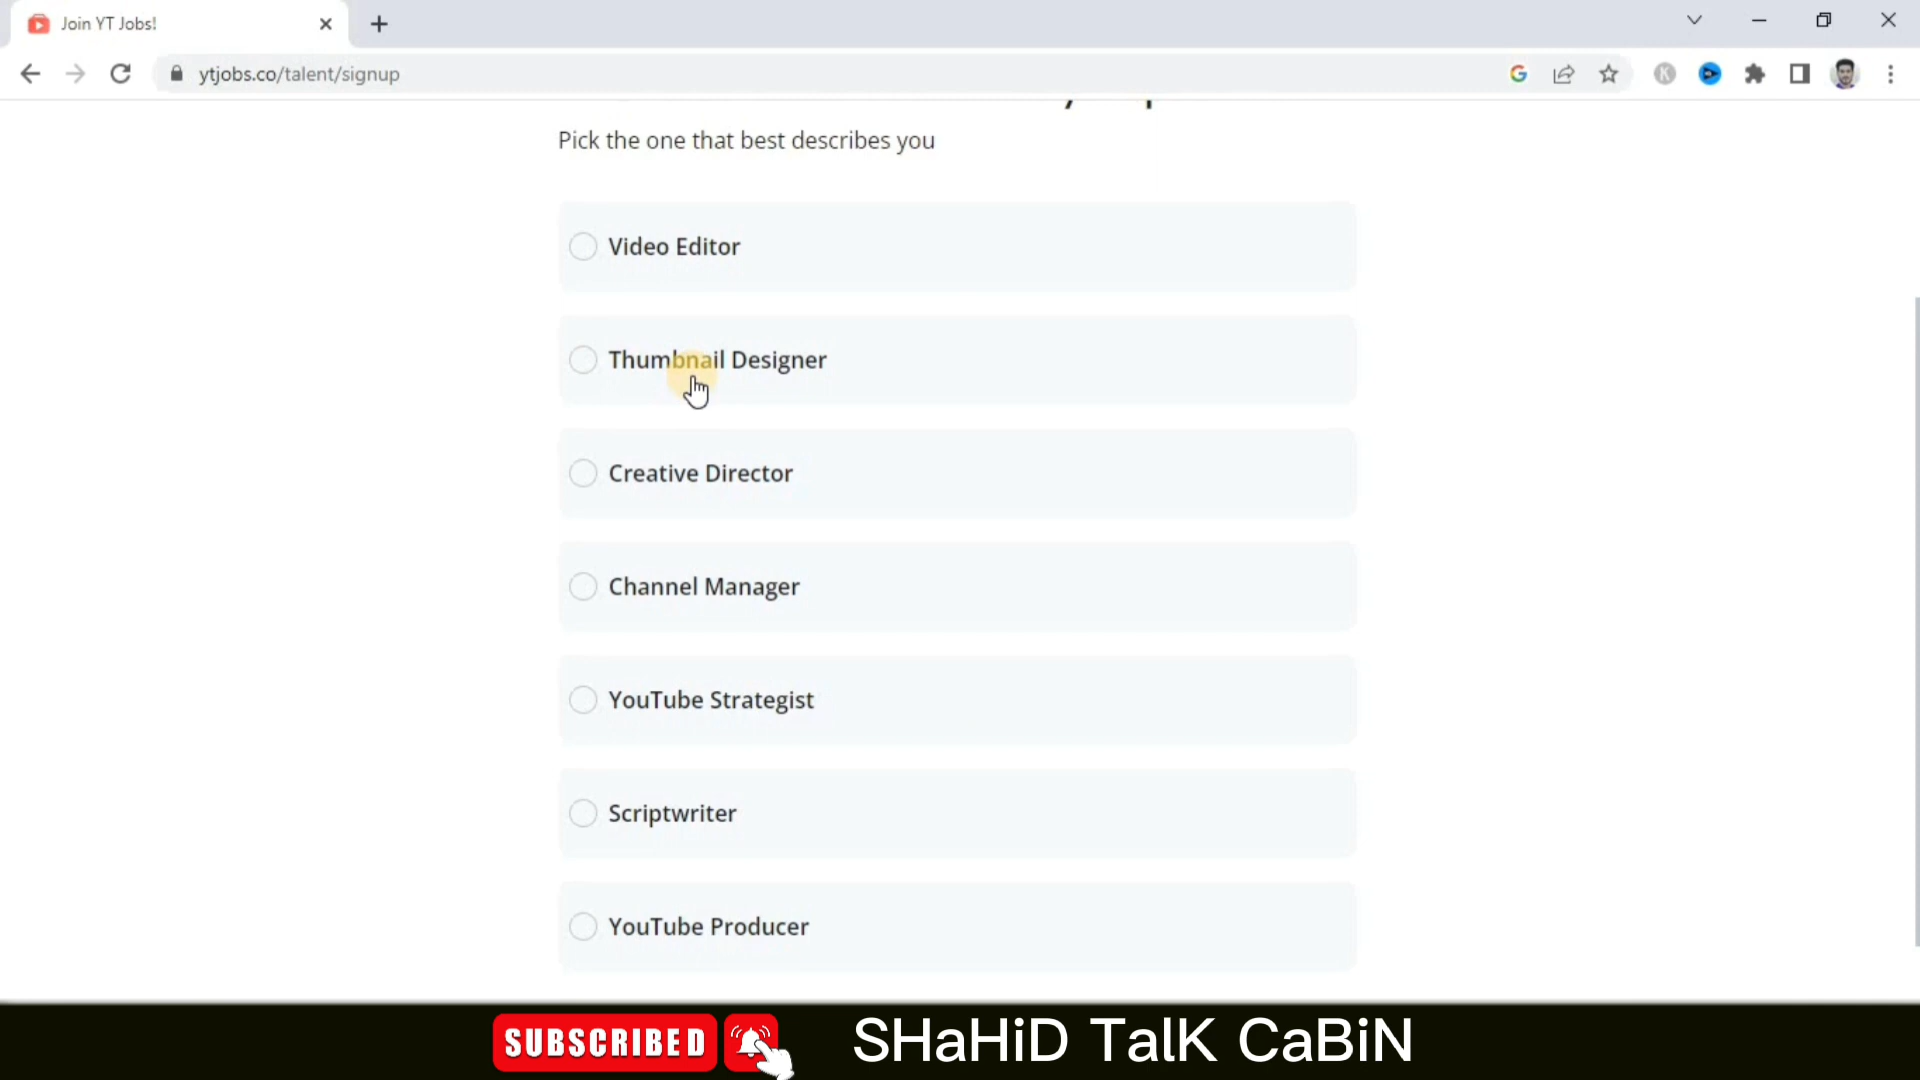 Join YT Jobs!
ytjobs.co/talent/signup
Pick the one that best describes you
Video Editor
Thumbnail Designer
Creative Director
Channel Manager
YouTube Strategist
Scriptwriter
YouTube Producer
SUBSCRIBED SHaHiD TalK CaBiN